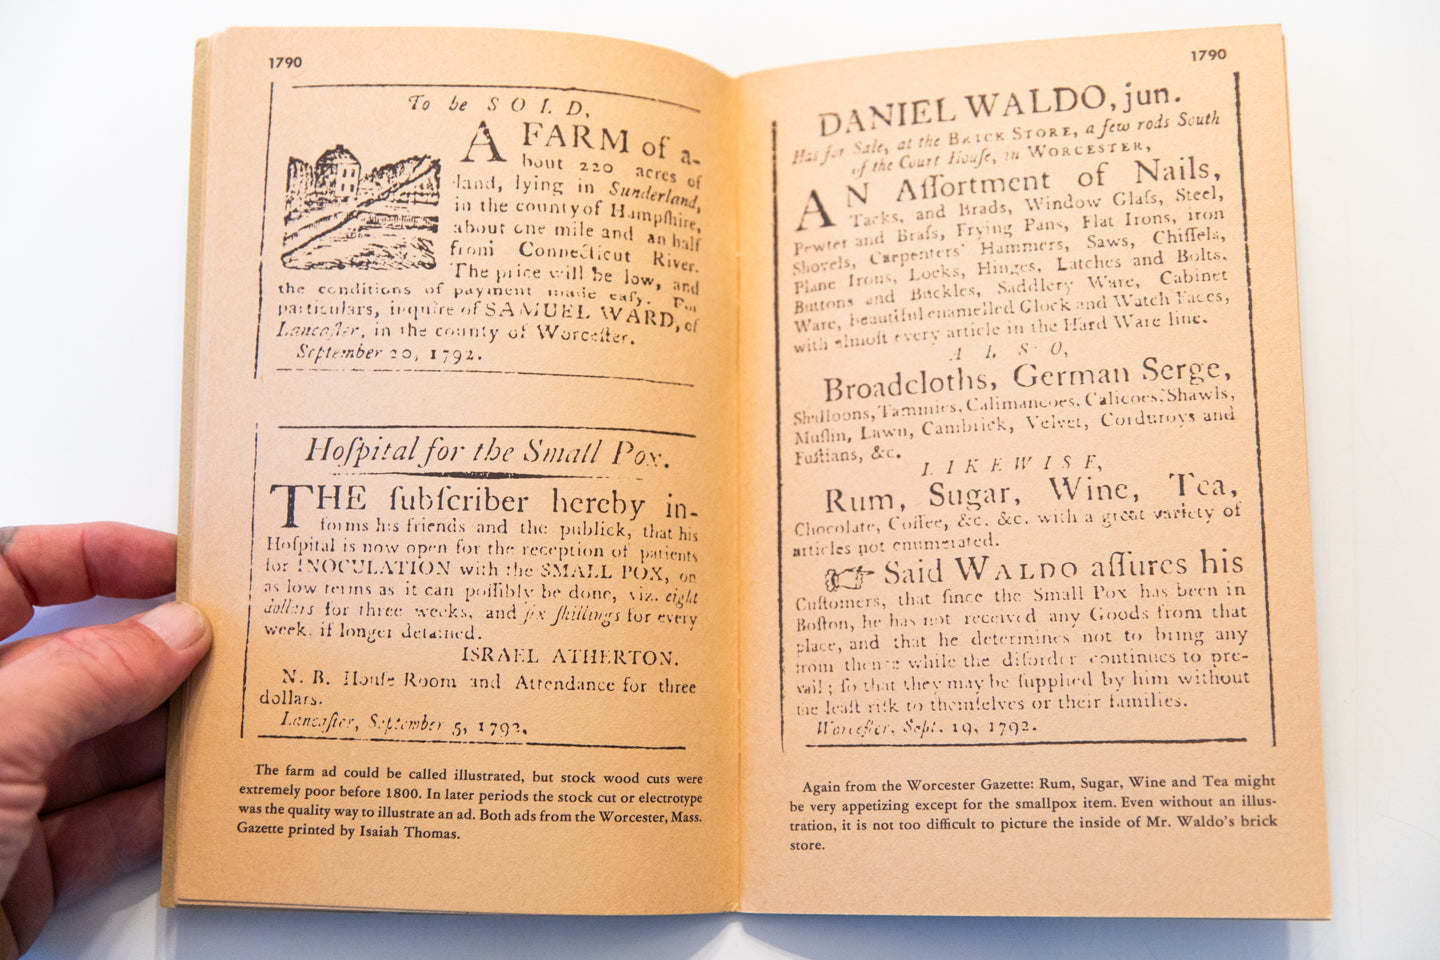 1790
To be SOLD,
A FARM of a-
bout 220 acres of
land, lying in Sunderland,
in the county of Hampſhire,
about one mile and an half
from Connecticut River.
The price will be low, and
the conditions of payment made eaſy. For
particulars, inquire of SAMUEL WARD, of
Lancaſter, in the county of Worceſter.
September 20, 1792.
Hoſpital for the Small Pox.
THE ſubſcriber hereby in-
forms his friends and the publick, that his
Hoſpital is now open for the reception of patients
for INOCULATION with the SMALL POX, on
as low terms as it can poſſibly be done, viz. eight
dollars for three weeks, and ſix ſhillings for every
week, if longer detained.
ISRAEL ATHERTON.
N. B. Houſe Room and Attendance for three
dollars.
Lancaſter, September 5, 1792.
The farm ad could be called illustrated, but stock wood cuts were
extremely poor before 1800. In later periods the stock cut or electrotype
was the quality way to illustrate an ad. Both ads from the Worcester, Mass.
Gazette printed by Isaiah Thomas.
1790
DANIEL WALDO, jun.
Has for Sale, at the BRICK STORE, a few rods South
of the Court Houſe, in WORCESTER,
AN Aſſortment of Nails,
Tacks, and Brads, Window Glaſs, Steel,
Pewter and Braſs, Frying Pans, Flat Irons, iron
Shovels, Carpenters' Hammers, Saws, Chiſſels,
Plane Irons, Locks, Hinges, Latches and Bolts,
Buttons and Buckles, Saddlery Ware, Cabinet
Ware, beautiful enamelled Clock and Watch Faces,
with almoſt every article in the Hard Ware line.
ALSO,
Broadcloths, German Serge,
Shalloons, Tammies, Calimancoes, Calicoes, Shawls,
Muſlin, Lawn, Cambrick, Velvet, Corduroys and
Fuſtians, &c.
LIKEWISE,
Rum, Sugar, Wine, Tea,
Chocolate, Coffee, &c. &c. with a great variety of
articles not enumerated.
Said WALDO aſſures his
Cuſtomers, that ſince the Small Pox has been in
Boſton, he has not received any Goods from that
place, and that he determines not to bring any
from thence while the diſorder continues to pre-
vail; ſo that they may be ſupplied by him without
the leaſt riſk to themſelves or their families.
Worceſter, Sept. 19, 1792.
Again from the Worcester Gazette: Rum, Sugar, Wine and Tea might
be very appetizing except for the smallpox item. Even without an illus-
tration, it is not too difficult to picture the inside of Mr. Waldo's brick
store.